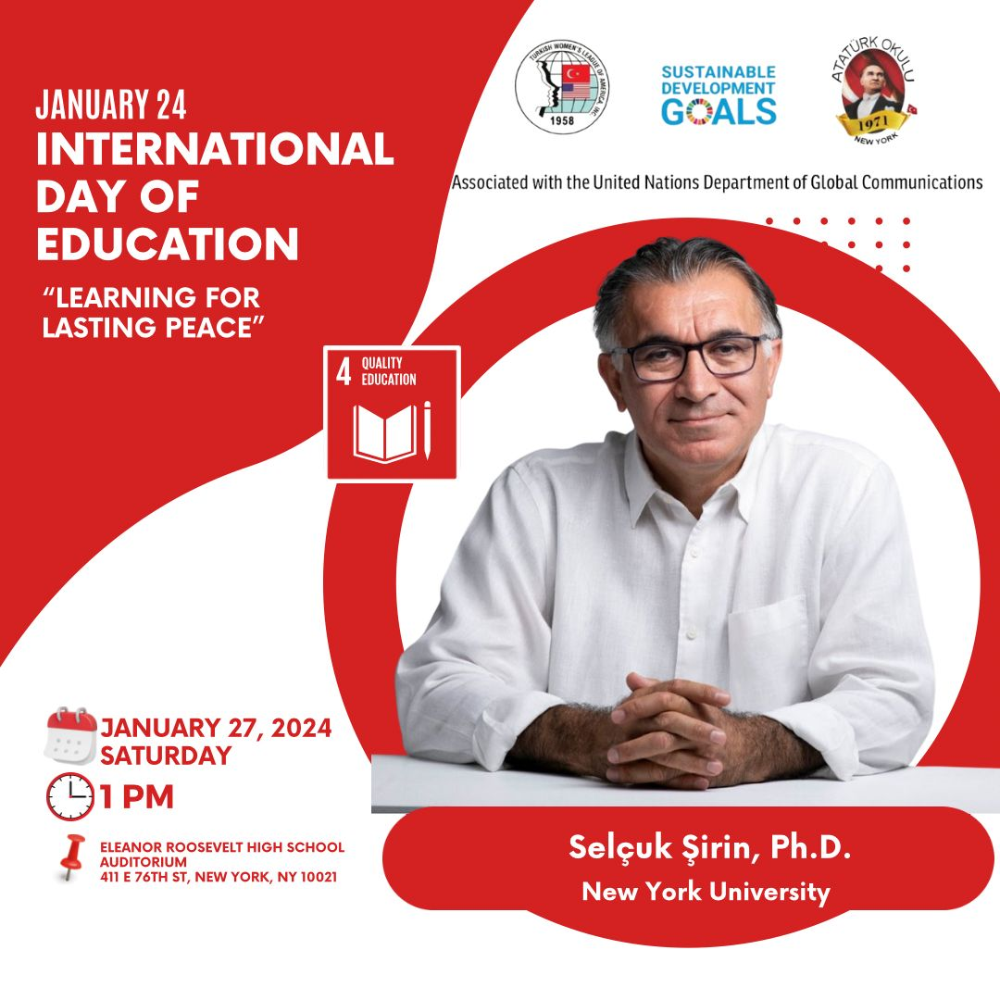 JANUARY 24
INTERNATIONAL
DAY OF
EDUCATION
“LEARNING FOR
LASTING PEACE”
TURKISH WOMEN'S LEAGUE OF AMERICA, INC.
1958
SUSTAINABLE
DEVELOPMENT
GOALS
ATATÜRK OKULU
1971
NEW YORK
Associated with the United Nations Department of Global Communications
4 QUALITY
EDUCATION
JANUARY 27, 2024
SATURDAY
1 PM
ELEANOR ROOSEVELT HIGH SCHOOL
AUDITORIUM
411 E 76TH ST, NEW YORK, NY 10021
Selçuk Şirin, Ph.D.
New York University